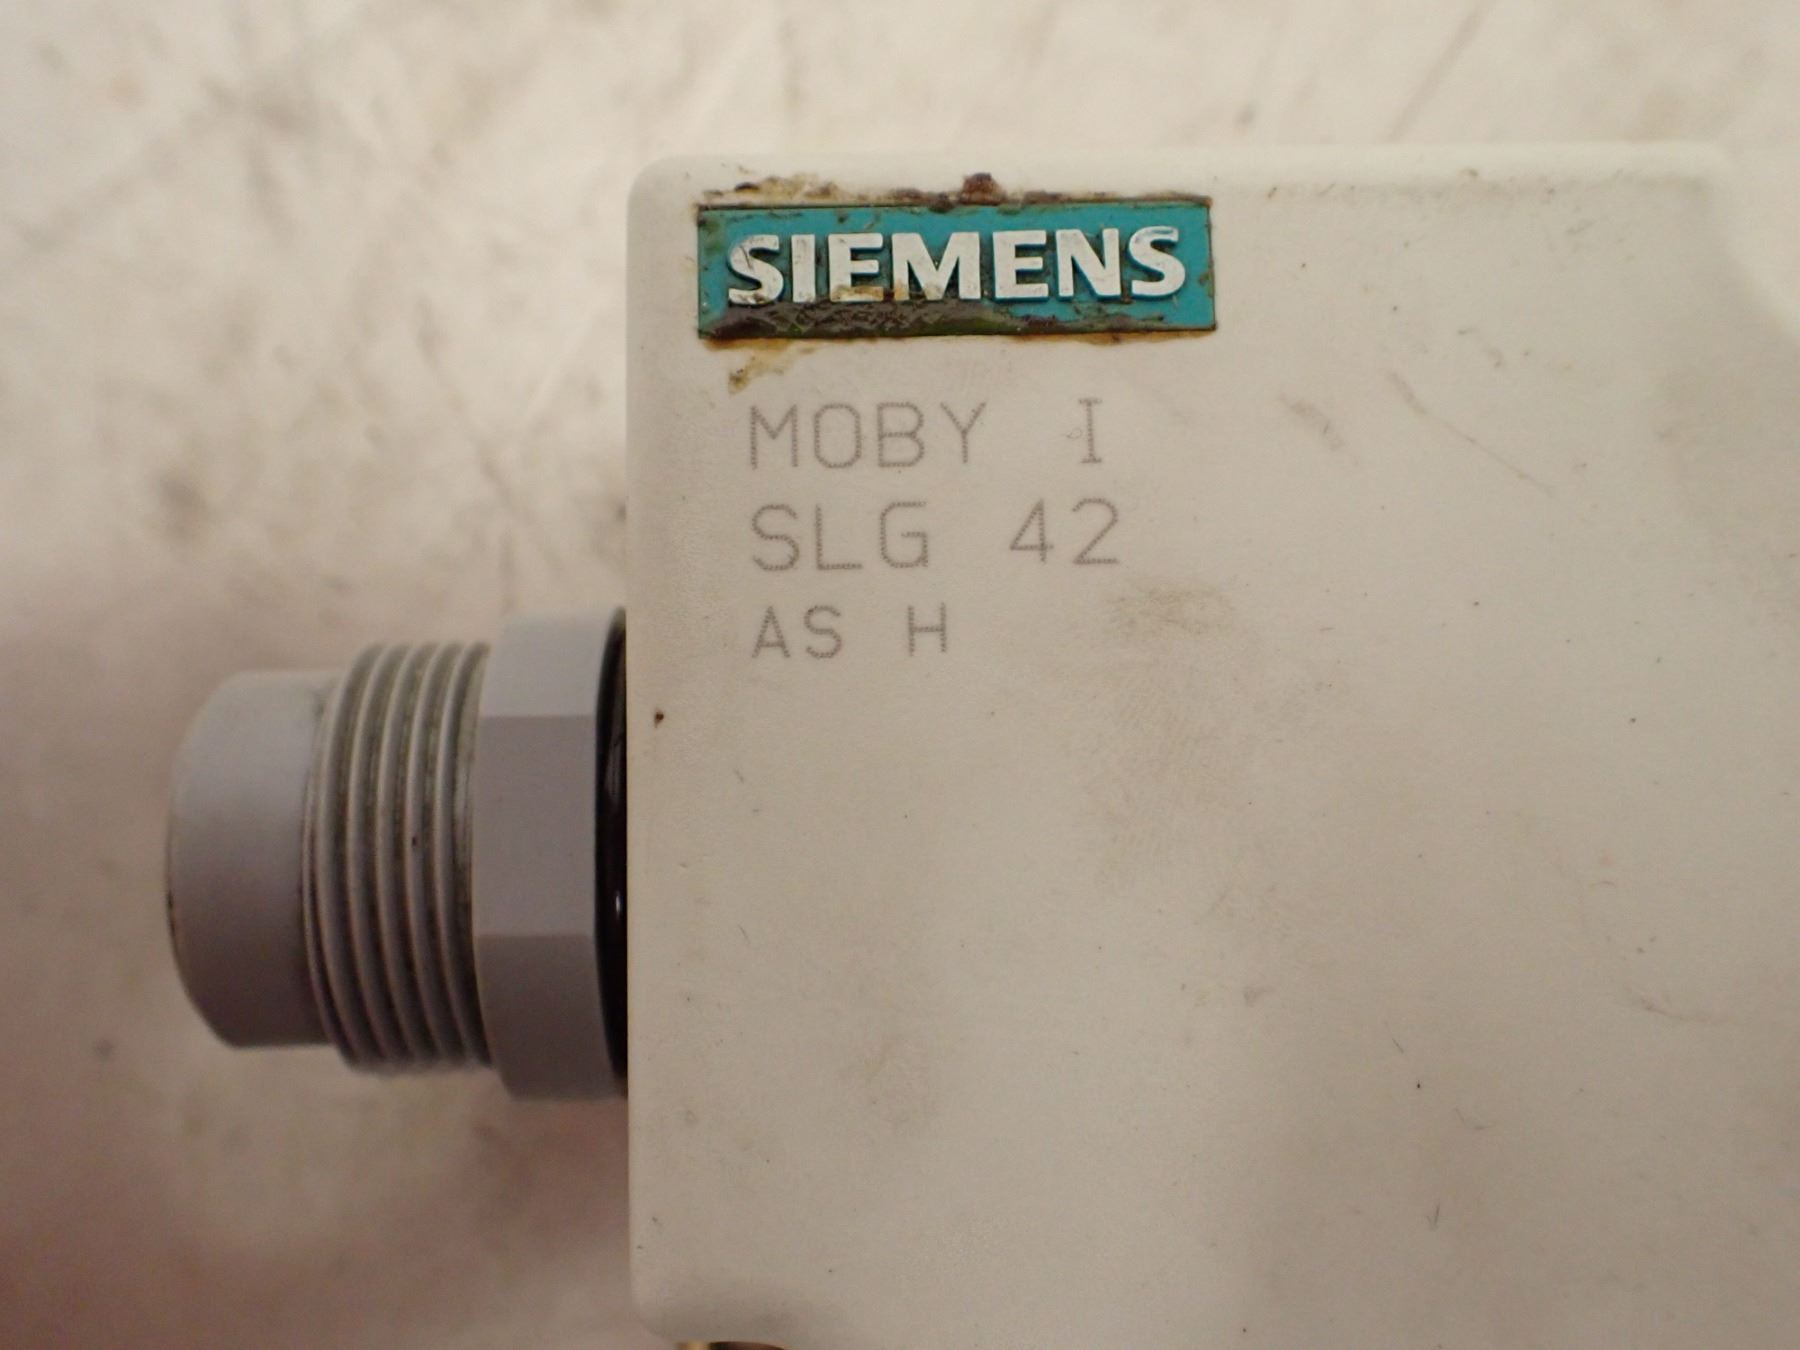 SIEMENS
MOBY I
SLG 42
AS H